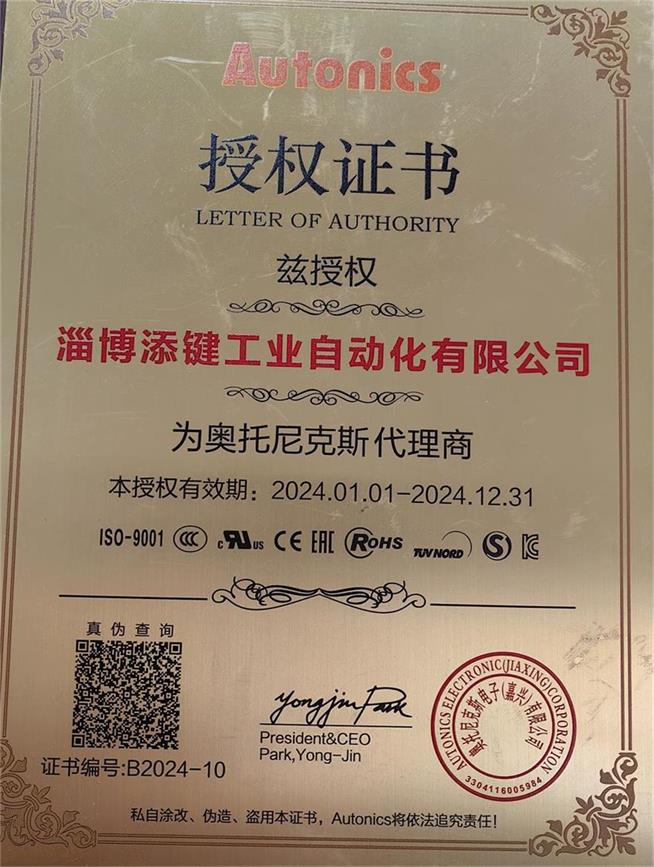 Autonics
授权证书
LETTER OF AUTHORITY
兹授权
淄博添键工业自动化有限公司
为奥托尼克斯代理商
本授权有效期：2024.01.01-2024.12.31
ISO-9001 CCC c RU US CE EAC RoHS TUV NORD S KC
真伪查询
YongjinPark
President&CEO
Park,Yong-Jin
AUTONICS ELECTRONIC(JIAXING)CORPORATION
奥托尼克斯电子(嘉兴)有限公司
3304116005984
证书编号:B2024-10
私自涂改、伪造、盗用本证书，Autonics将依法追究责任！